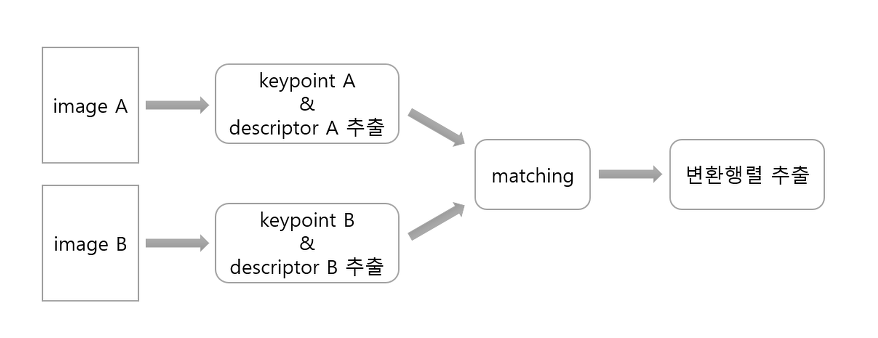 image A
keypoint A
&
descriptor A 추출
image B
keypoint B
&
descriptor B 추출
matching
변환행렬 추출